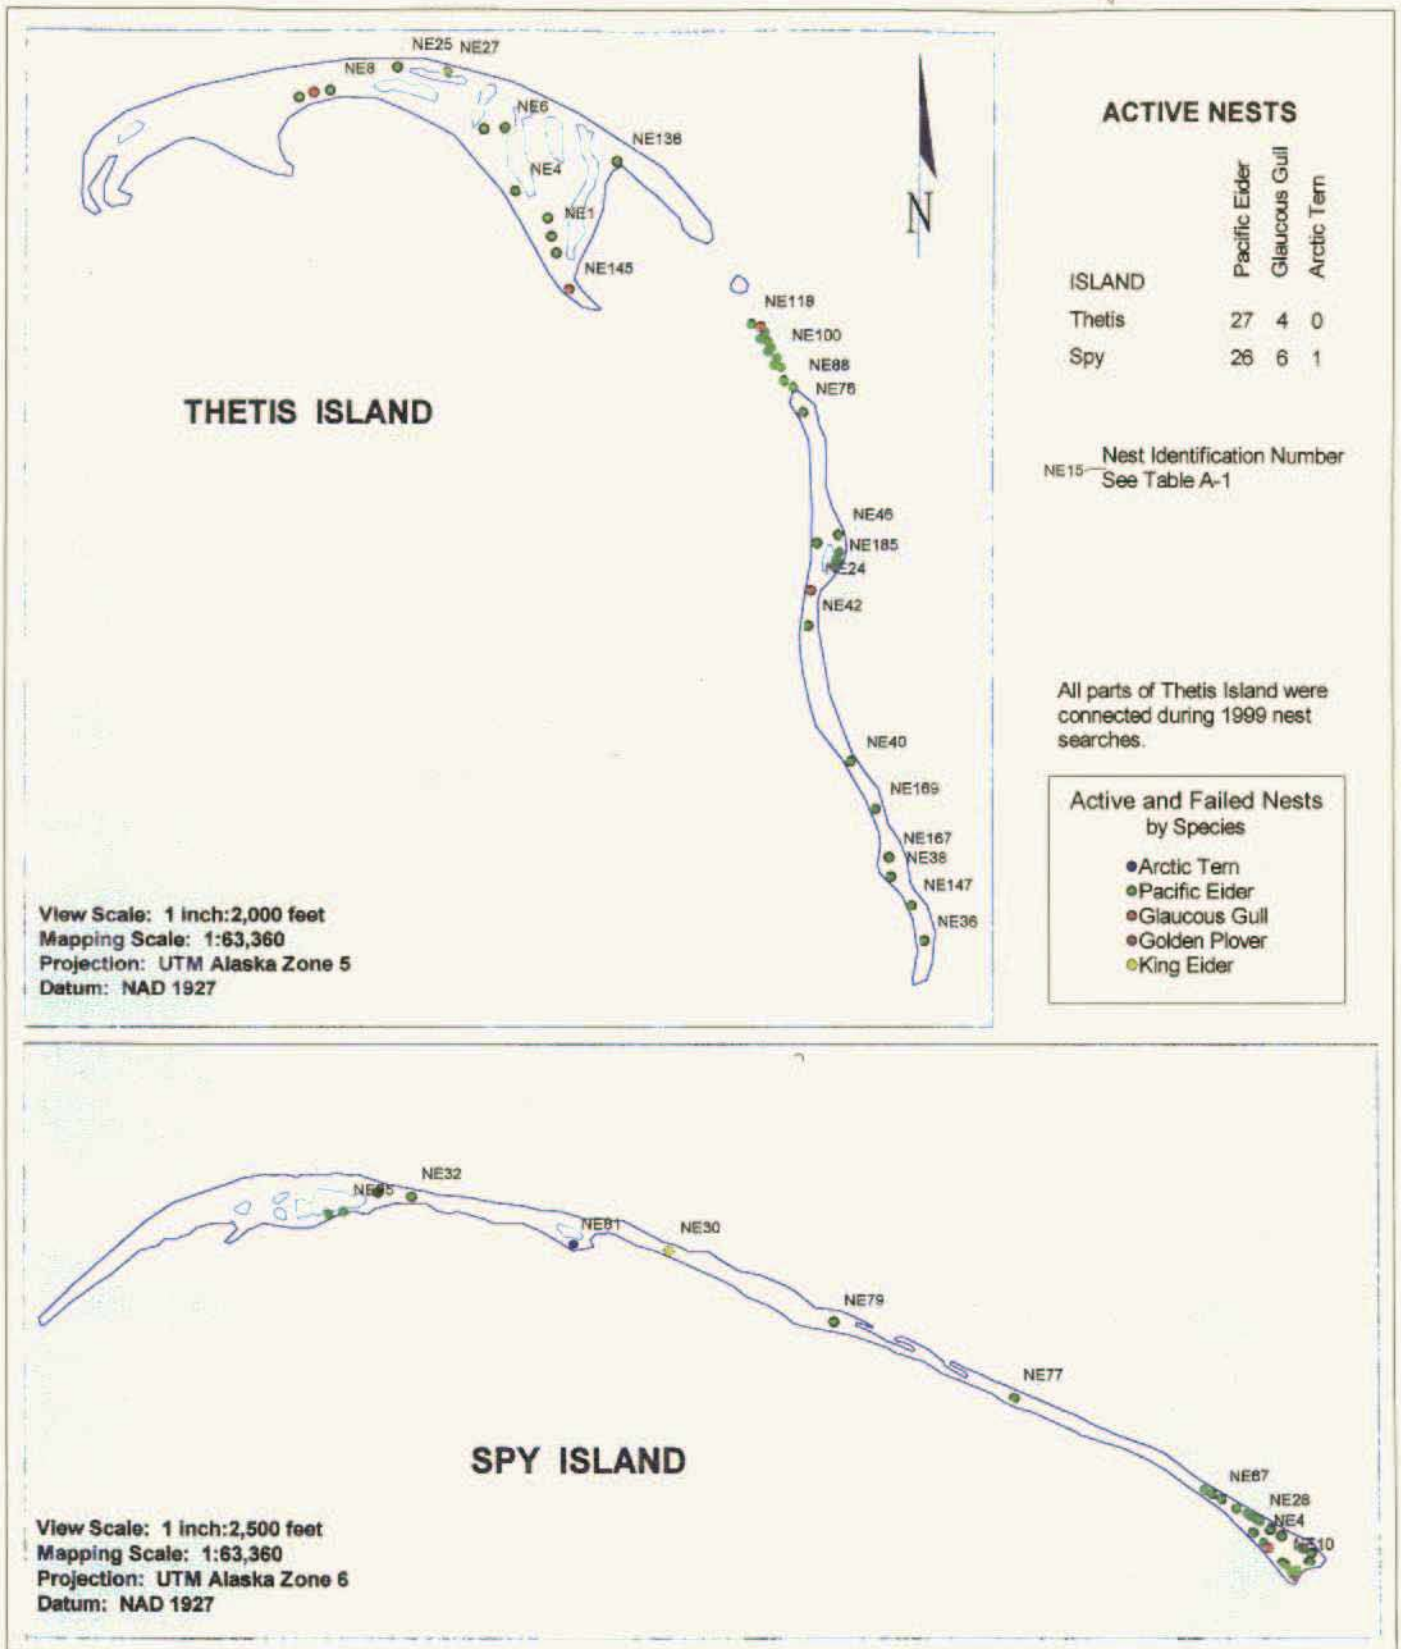 NE25 NE27
NE8
NE6
NE136
NE4
NE1
NE145
NE118
NE100
NE88
NE76
THETIS ISLAND
NE46
NE185
NE24
NE42
NE40
NE169
NE167
NE38
NE147
NE36
View Scale: 1 inch:2,000 feet
Mapping Scale: 1:63,360
Projection: UTM Alaska Zone 5
Datum: NAD 1927
N
ACTIVE NESTS
Pacific Eider
Glaucous Gull
Arctic Tern
ISLAND
Thetis 27 4 0
Spy 26 6 1
NE15 Nest Identification Number
See Table A-1
All parts of Thetis Island were
connected during 1999 nest
searches.
Active and Failed Nests
by Species
Arctic Tern
Pacific Eider
Glaucous Gull
Golden Plover
King Eider
NE32
NE81
NE30
NE79
NE77
NE67
NE28
NE4
SPY ISLAND
View Scale: 1 inch:2,500 feet
Mapping Scale: 1:63,360
Projection: UTM Alaska Zone 6
Datum: NAD 1927